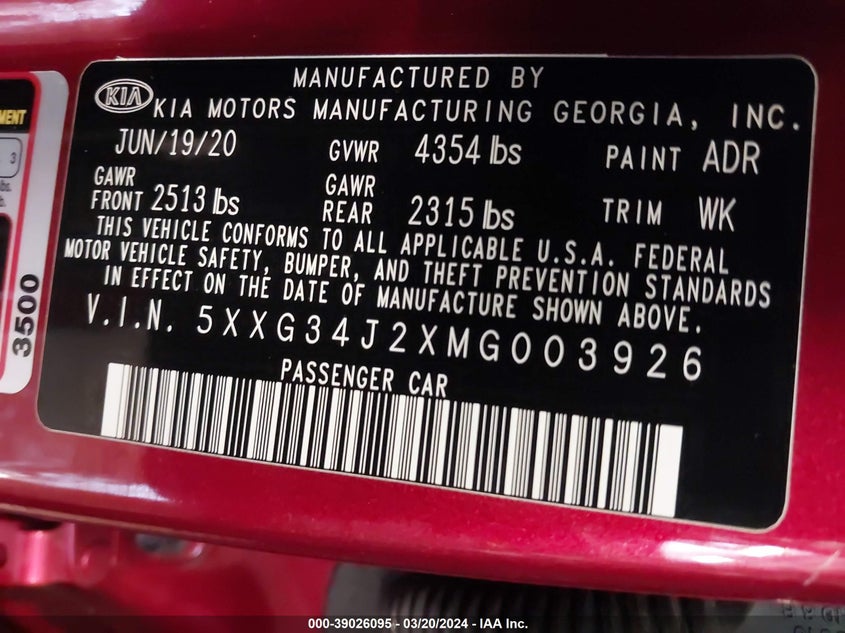 MANUFACTURED BY
KIA KIA MOTORS MANUFACTURING GEORGIA, INC.
JUN/19/20 GVWR 4354 lbs PAINT ADR
GAWR FRONT 2513 lbs GAWR REAR 2315 lbs TRIM WK
THIS VEHICLE CONFORMS TO ALL APPLICABLE U.S.A. FEDERAL
MOTOR VEHICLE SAFETY, BUMPER, AND THEFT PREVENTION STANDARDS
IN EFFECT ON THE DATE OF MANUFACTURE SHOWN ABOVE.
V.I.N. 5XXG34J2XMG003926
PASSENGER CAR
3500
3
000-39026095 - 03/20/2024 - IAA Inc.